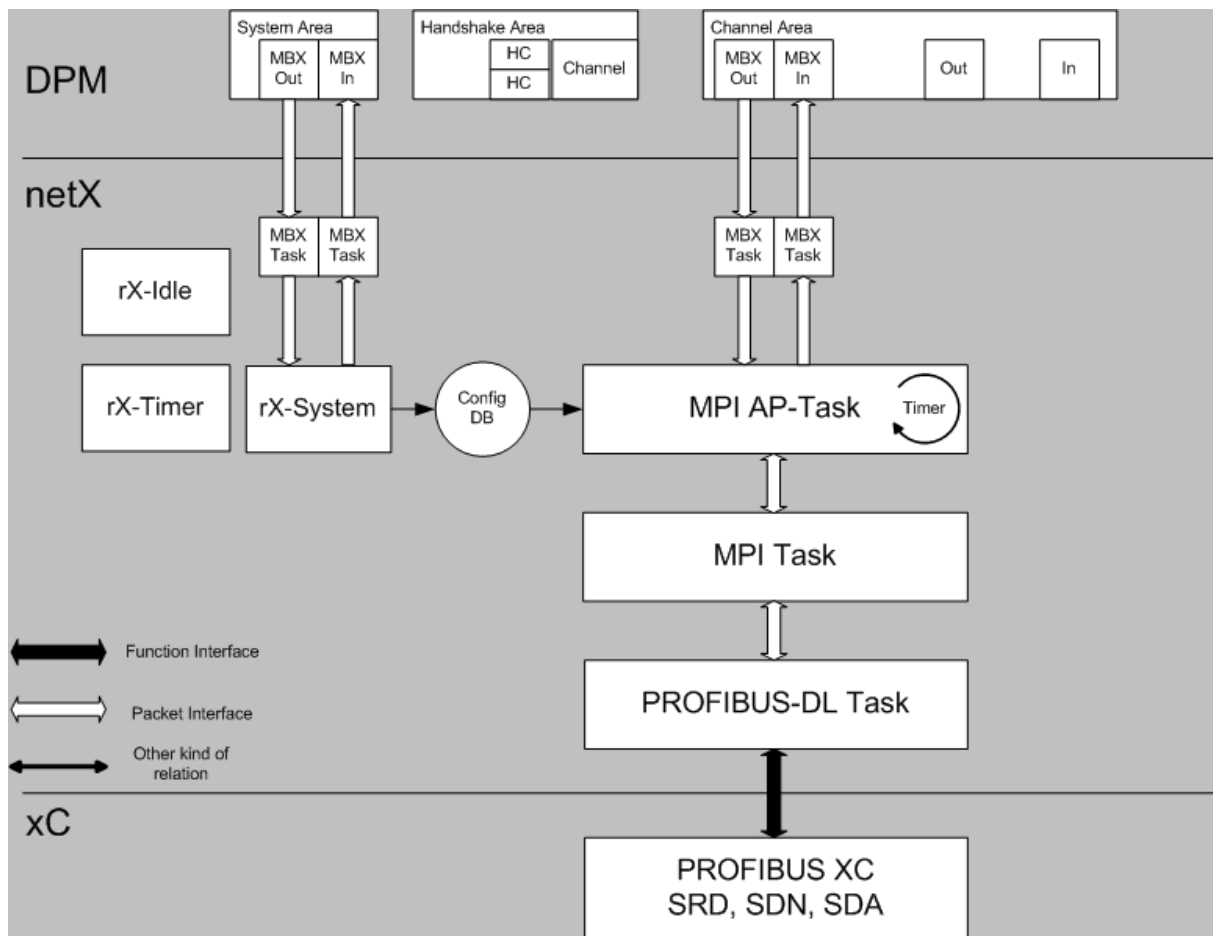 DPM
System Area
MBX
Out
MBX
In
Handshake Area
HC
HC
Channel
Channel Area
MBX
Out
MBX
In
Out
In
netX
MBX
Task
MBX
Task
MBX
Task
MBX
Task
rX-Idle
rX-Timer
rX-System
Config
DB
MPI AP-Task
Timer
MPI Task
PROFIBUS-DL Task
Function Interface
Packet Interface
Other kind of
relation
xC
PROFIBUS XC
SRD, SDN, SDA